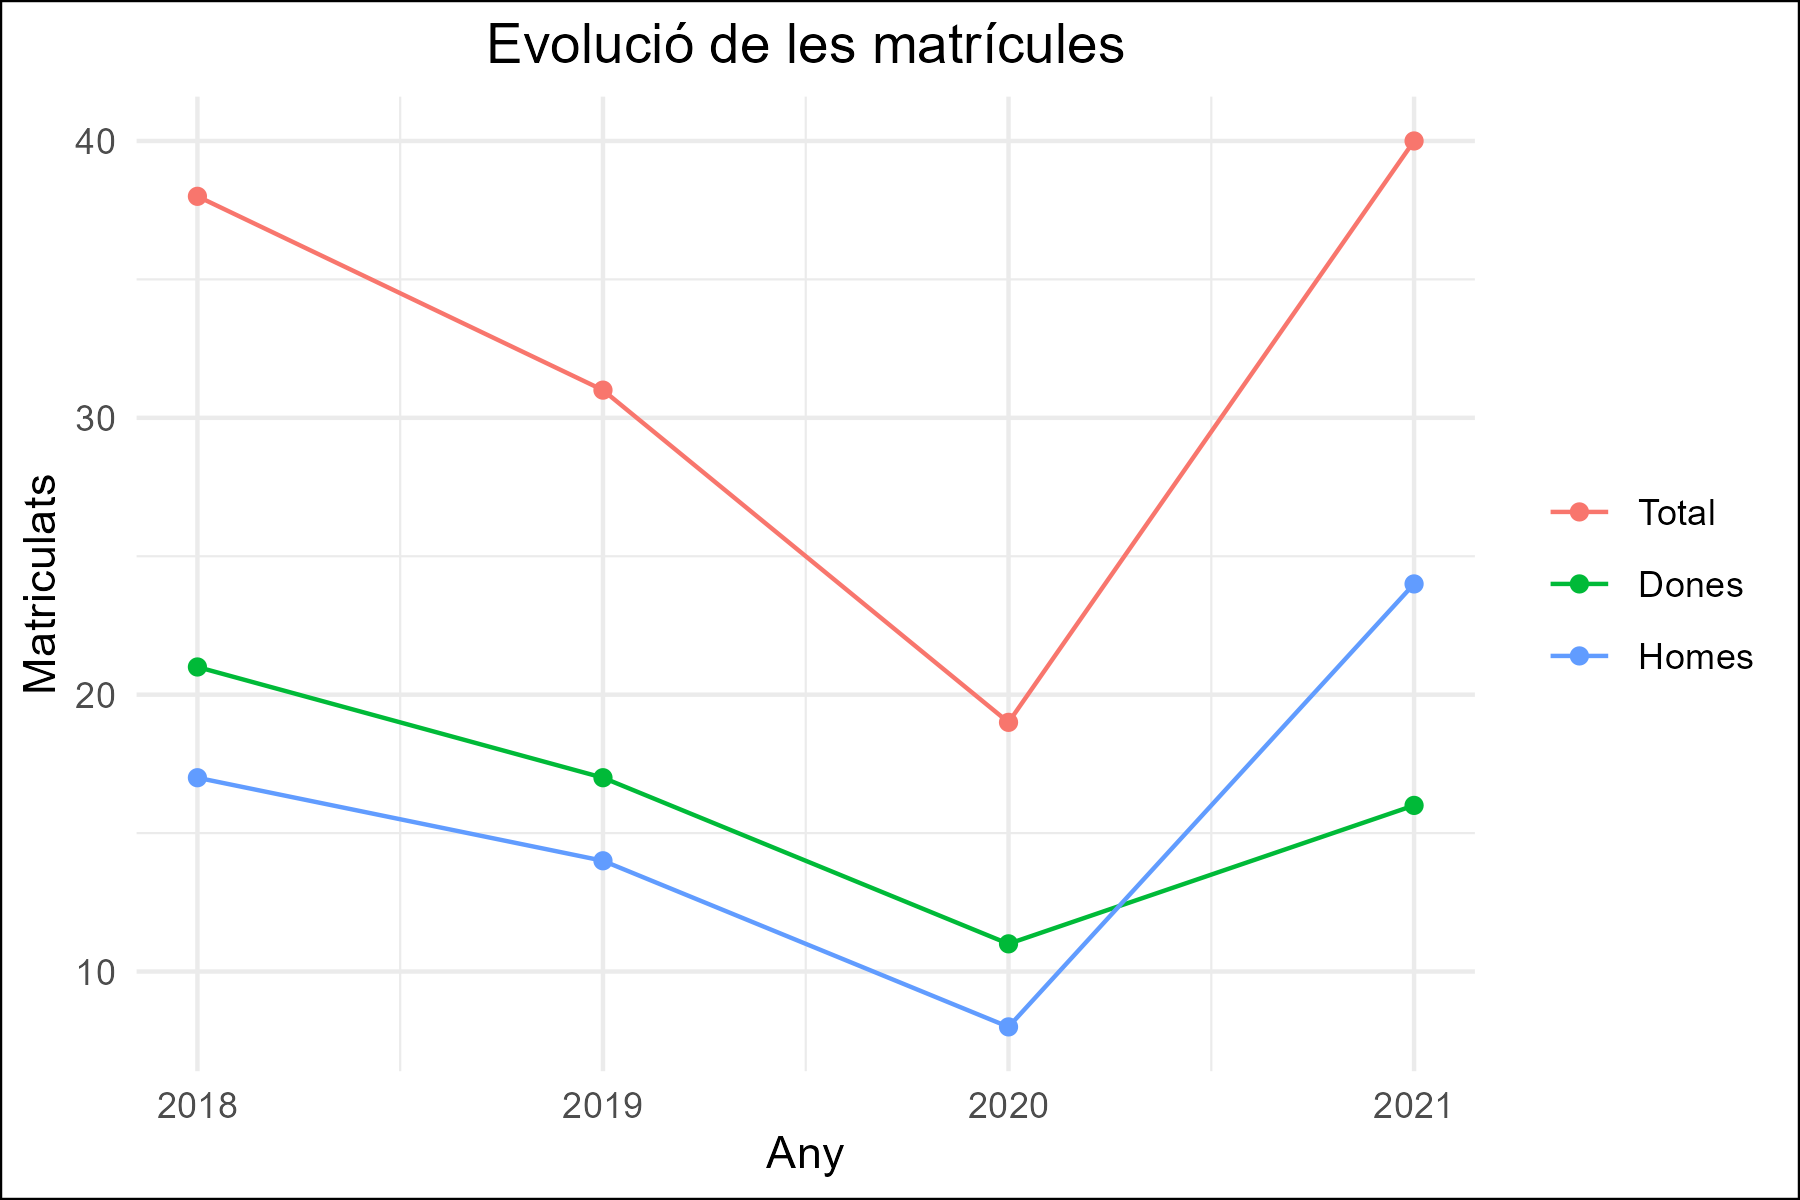 Evolució de les matrícules
40
30
20
10
Matriculats
2018 2019 2020 2021
Any
Total
Dones
Homes